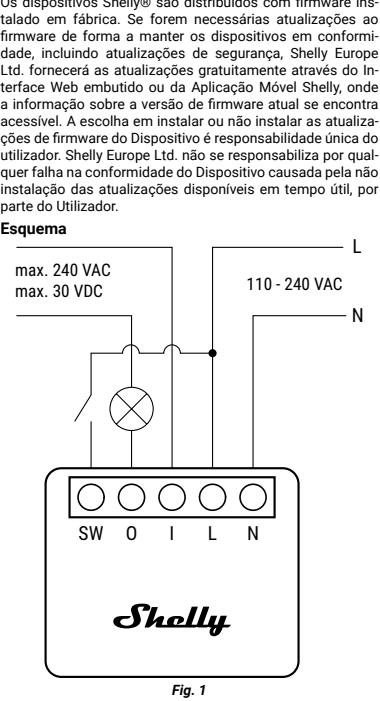 Os dispositivos Shelly® são distribuídos com firmware ins-
talado em fábrica. Se forem necessárias atualizações ao
firmware de forma a manter os dispositivos em conformi-
dade, incluindo atualizações de segurança, Shelly Europe
Ltd. fornecerá as atualizações gratuitamente através do In-
terface Web embutido ou da Aplicação Móvel Shelly, onde
a informação sobre a versão de firmware atual se encontra
acessível. A escolha em instalar ou não instalar as atualiza-
ções de firmware do Dispositivo é responsabilidade única do
utilizador. Shelly Europe Ltd. não se responsabiliza por qual-
quer falha na conformidade do Dispositivo causada pela não
instalação das atualizações disponíveis em tempo útil, por
parte do Utilizador.
Esquema
L
max. 240 VAC
max. 30 VDC
110 - 240 VAC
N
SW O I L N
Shelly
Fig. 1